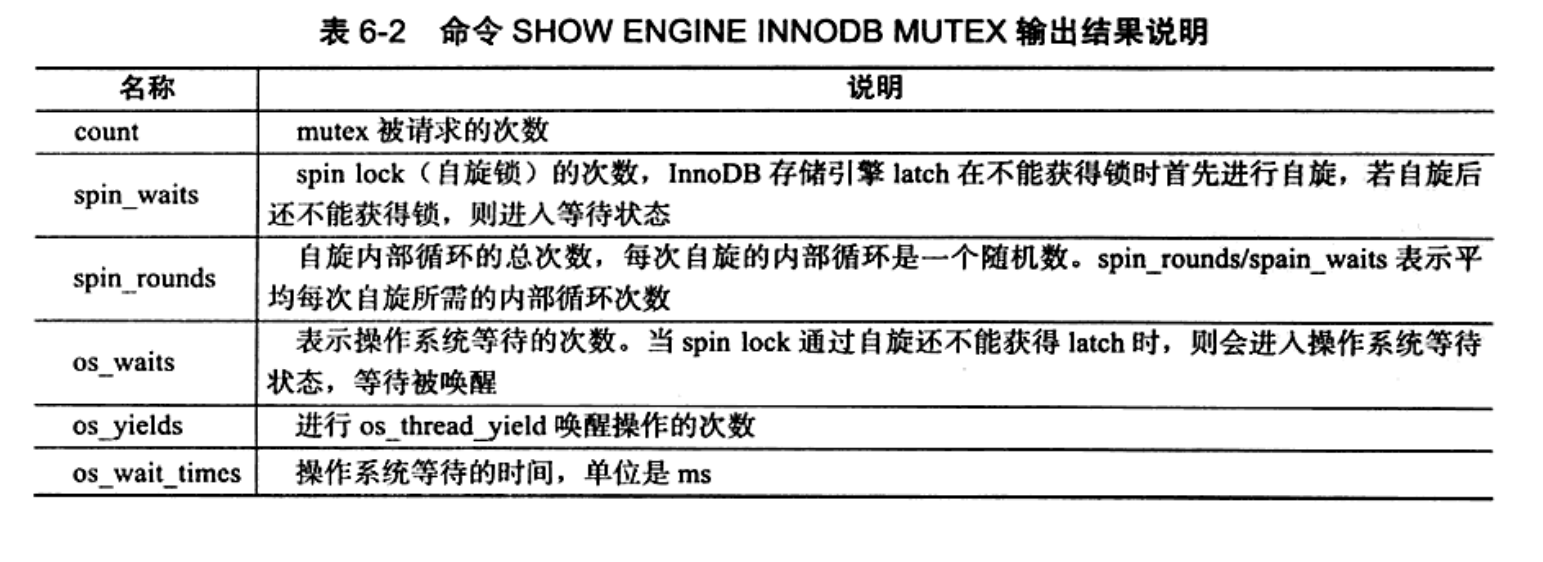 表 6-2 命令 SHOW ENGINE INNODB MUTEX 输出结果说明
名称 说明
count mutex 被请求的次数
spin_waits spin lock（自旋锁）的次数，InnoDB 存储引擎 latch 在不能获得锁时首先进行自旋，若自旋后
还不能获得锁，则进入等待状态
spin_rounds 自旋内部循环的总次数，每次自旋的内部循环是一个随机数。spin_rounds/spain_waits 表示平
均每次自旋所需的内部循环次数
os_waits 表示操作系统等待的次数。当 spin lock 通过自旋还不能获得 latch 时，则会进入操作系统等待
状态，等待被唤醒
os_yields 进行 os_thread_yield 唤醒操作的次数
os_wait_times 操作系统等待的时间，单位是 ms